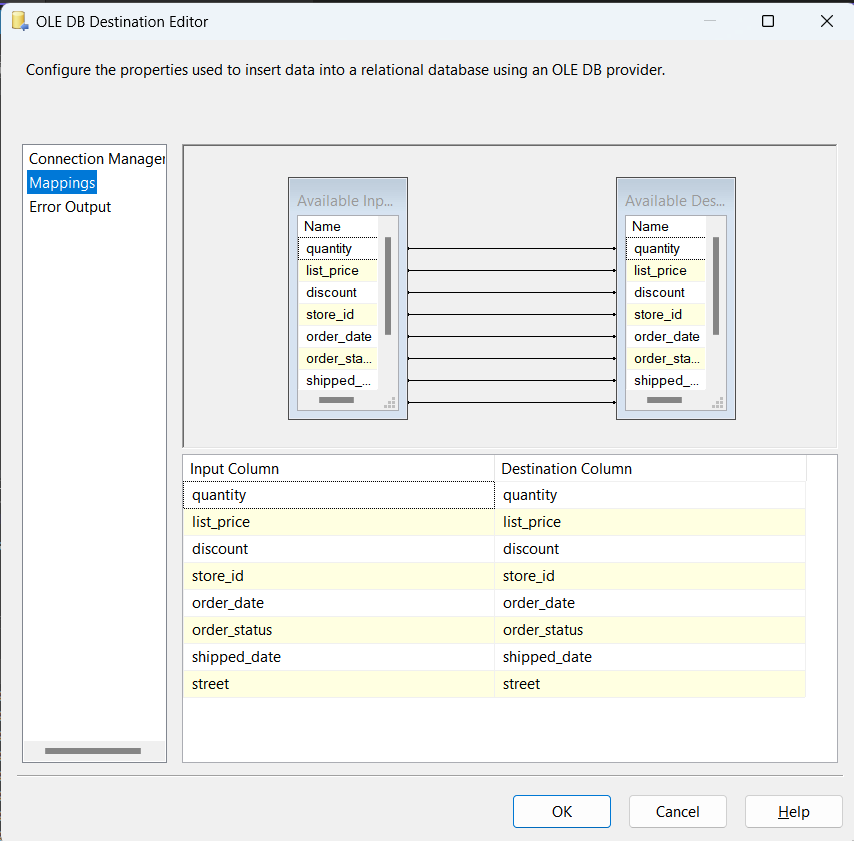 OLE DB Destination Editor
Configure the properties used to insert data into a relational database using an OLE DB provider.
Connection Manager
Mappings
Error Output
Available Inp...
Name
quantity
list_price
discount
store_id
order_date
order_sta...
shipped_...
Available Des...
Name
quantity
list_price
discount
store_id
order_date
order_sta...
shipped_...
Input Column Destination Column
quantity quantity
list_price list_price
discount discount
store_id store_id
order_date order_date
order_status order_status
shipped_date shipped_date
street street
OK Cancel Help